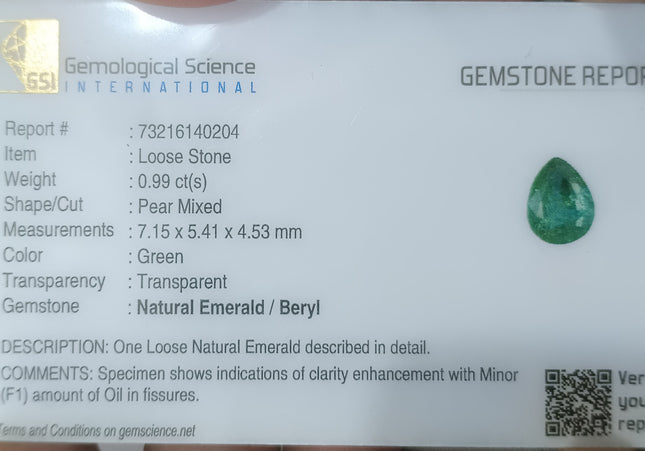 GSI Gemological Science
INTERNATIONAL
GEMSTONE REPOR
Report # : 73216140204
Item : Loose Stone
Weight : 0.99 ct(s)
Shape/Cut : Pear Mixed
Measurements : 7.15 x 5.41 x 4.53 mm
Color : Green
Transparency : Transparent
Gemstone : Natural Emerald / Beryl
DESCRIPTION: One Loose Natural Emerald described in detail.
COMMENTS: Specimen shows indications of clarity enhancement with Minor
(F1) amount of Oil in fissures.
Terms and Conditions on gemscience.net
Ver
you
rep